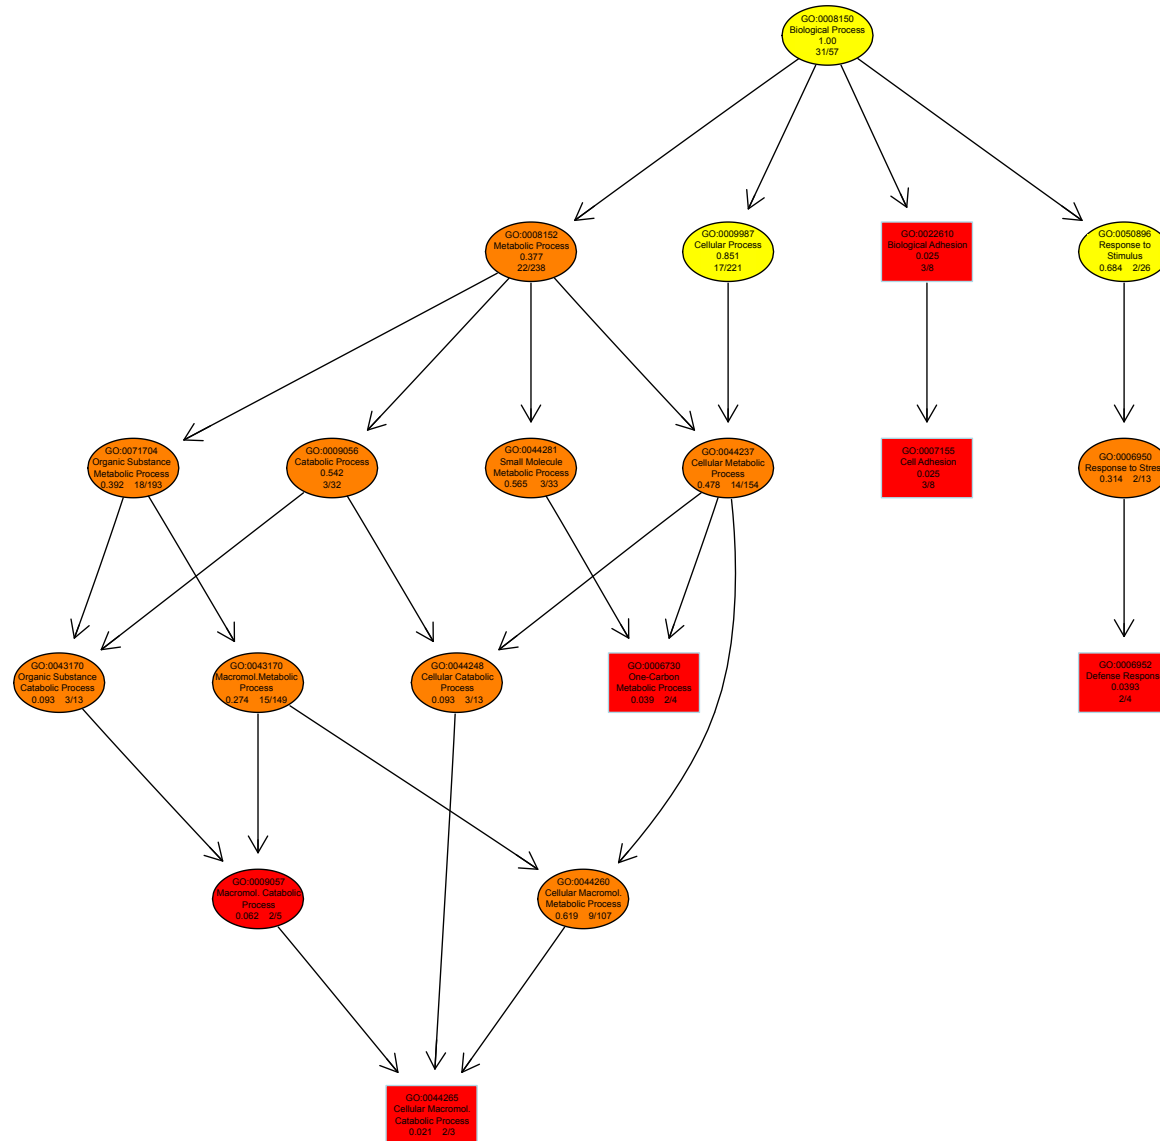 GO:0008150
Biological Process
1.00
31/57
GO:0008152
Metabolic Process
0.377
22/238
GO:0009987
Cellular Process
0.851
17/221
GO:0022610
Biological Adhesion
0.025
3/8
GO:0050896
Response to
Stimulus
0.684 2/26
GO:0071704
Organic Substance
Metabolic Process
0.392 18/193
GO:0009056
Catabolic Process
0.542
3/32
GO:0044281
Small Molecule
Metabolic Process
0.565 3/33
GO:0044237
Cellular Metabolic
Process
0.478 14/154
GO:0007155
Cell Adhesion
0.025
3/8
GO:0006950
Response to Stres
0.314 2/13
GO:0043170
Organic Substance
Catabolic Process
0.093 3/13
GO:0043170
Macromol.Metabolic
Process
0.274 15/149
GO:0044248
Cellular Catabolic
Process
0.093 3/13
GO:0006730
One-Carbon
Metabolic Process
0.039 2/4
GO:0006952
Defense Respons
0.0393
2/4
GO:0009057
Macromol. Catabolic
Process
0.062 2/5
GO:0044260
Cellular Macromol.
Metabolic Process
0.619 9/107
GO:0044265
Cellular Macromol.
Catabolic Process
0.021 2/3